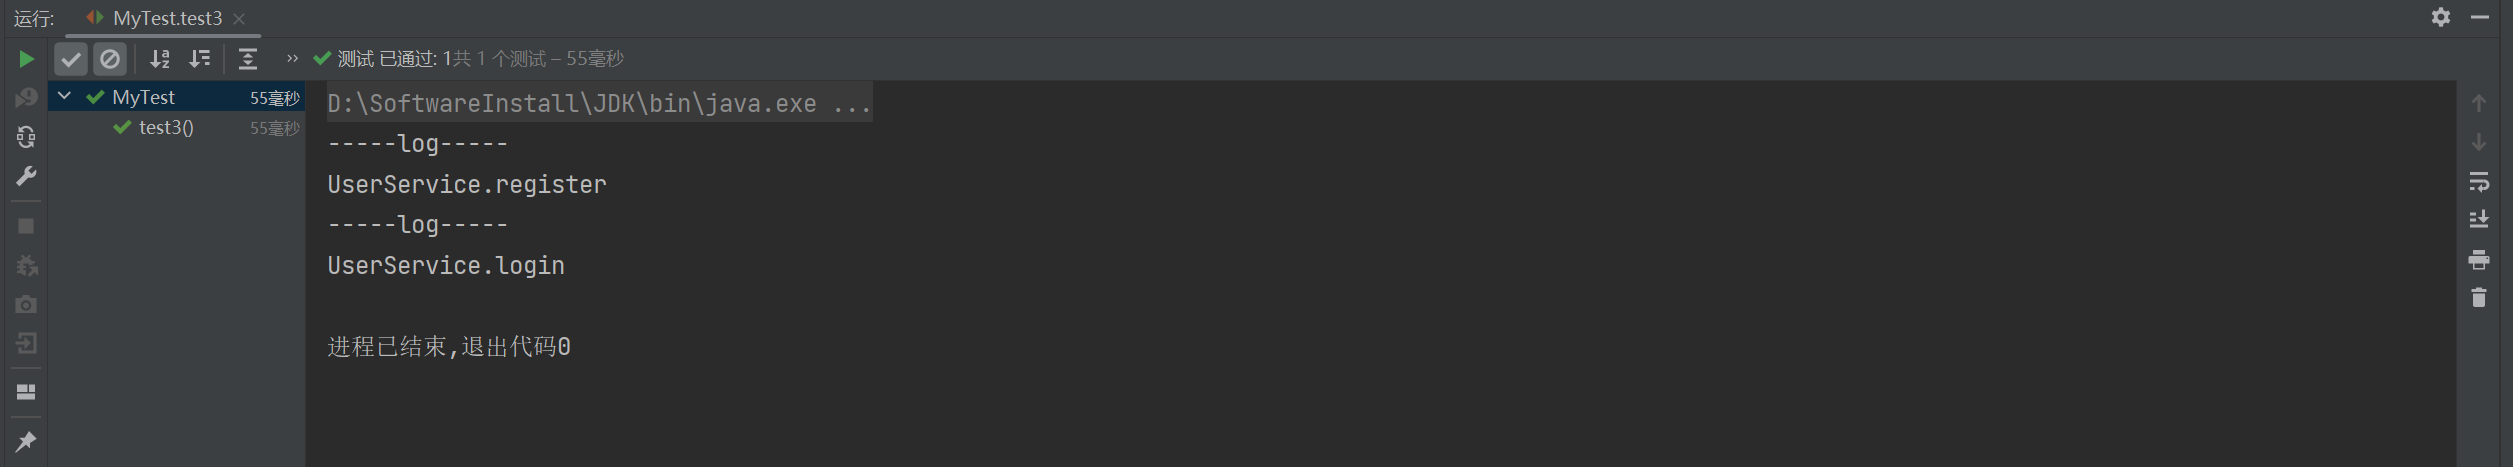 运行: MyTest.test3
测试 已通过: 1共 1 个测试 – 55毫秒
MyTest 55毫秒
test3() 55毫秒
D:\SoftwareInstall\JDK\bin\java.exe ...
-----log-----
UserService.register
-----log-----
UserService.login
进程已结束,退出代码0